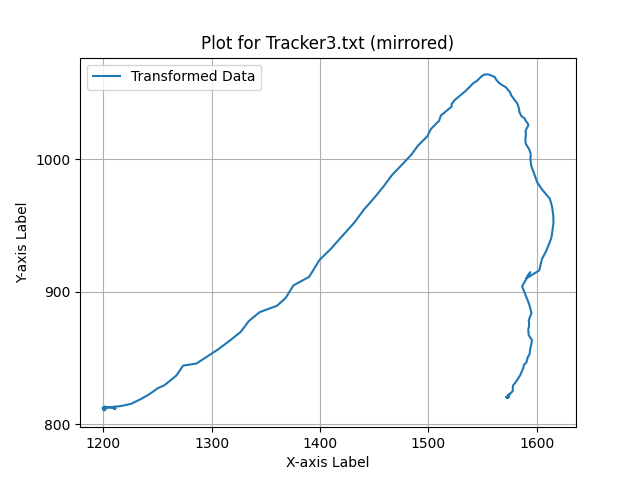 Plot for Tracker3.txt (mirrored)
Transformed Data
Y-axis Label
1000
900
800
1200 1300 1400 1500 1600
X-axis Label